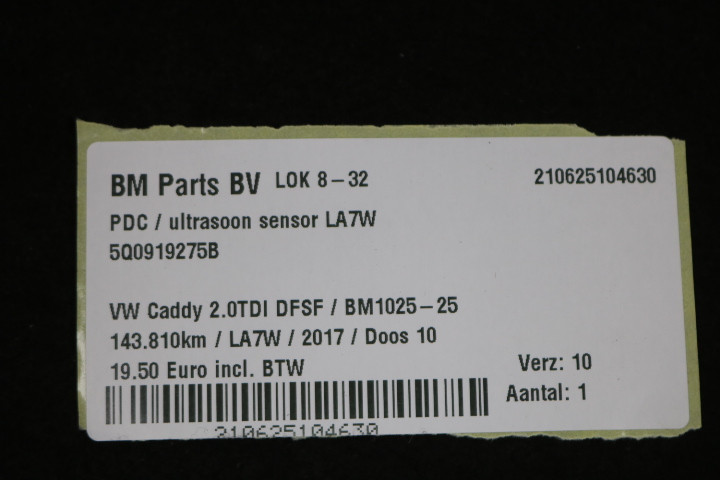 BM Parts BV LOK 8-32 210625104630
PDC / ultrasoon sensor LA7W
5Q0919275B
VW Caddy 2.0TDI DFSF / BM1025-25
143.810km / LA7W / 2017 / Doos 10
19.50 Euro incl. BTW
Verz: 10
Aantal: 1
210625104630